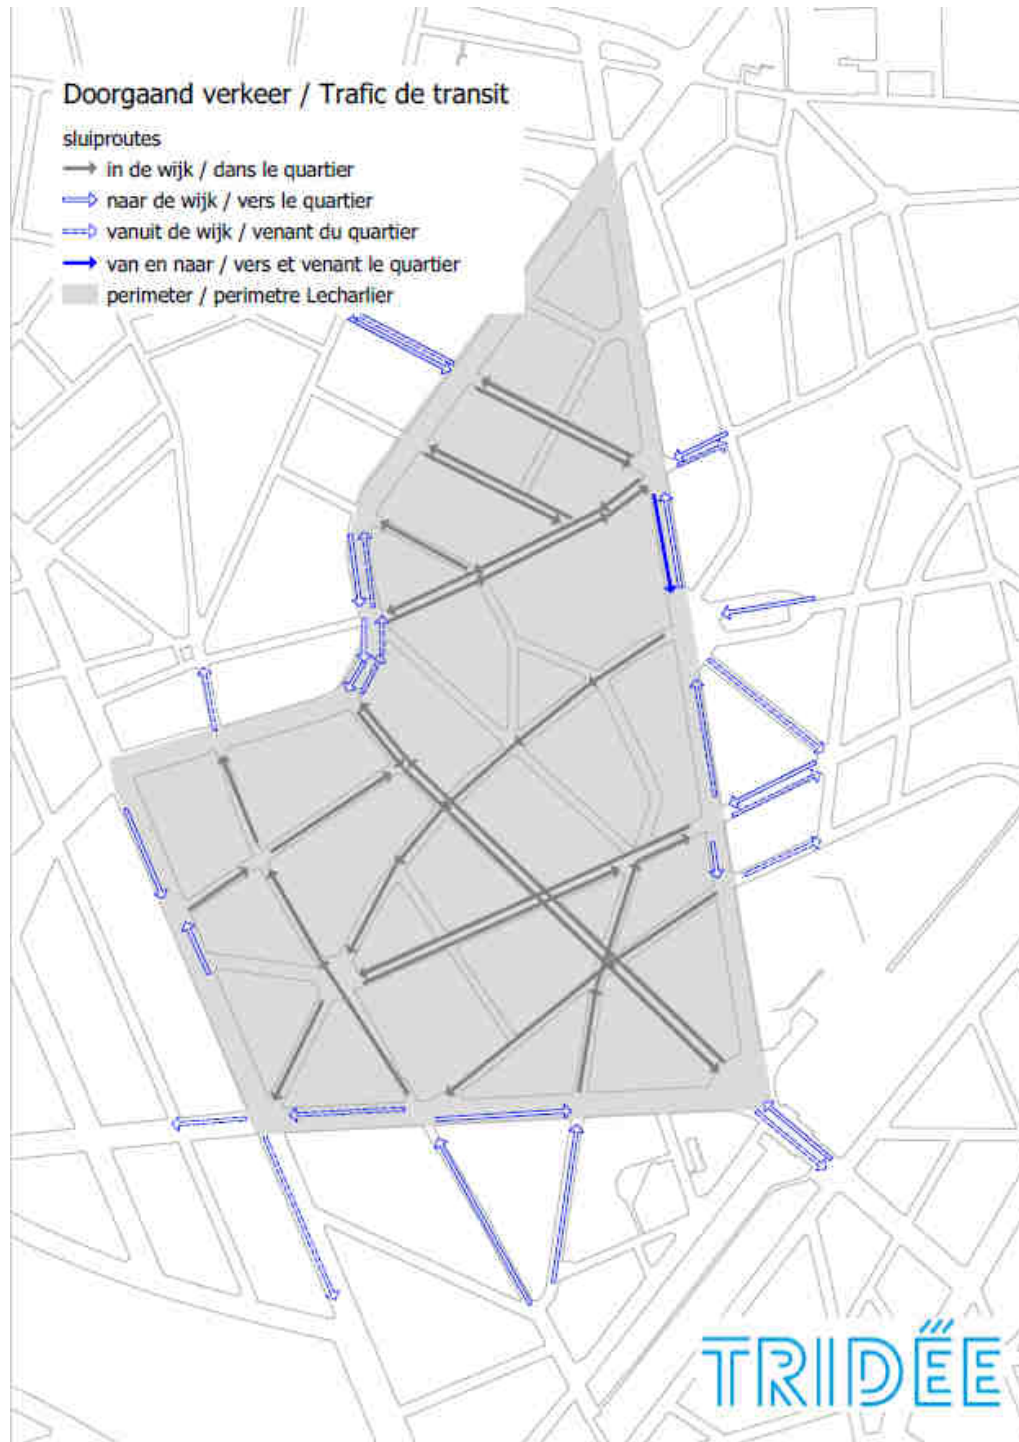 Doorgaand verkeer / Trafic de transit
sluiproutes
in de wijk / dans le quartier
naar de wijk / vers le quartier
vanuit de wijk / venant du quartier
van en naar / vers et venant le quartier
perimeter / perimetre Lecharlier
TRIDËE